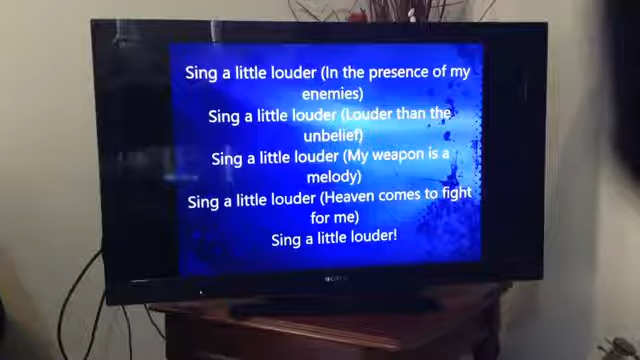 Sing a little louder (In the presence of my
enemies)
Sing a little louder (Louder than the
unbelief)
Sing a little louder (My weapon is a
melody)
Sing a little louder (Heaven comes to fight
for me)
Sing a little louder!
SONY